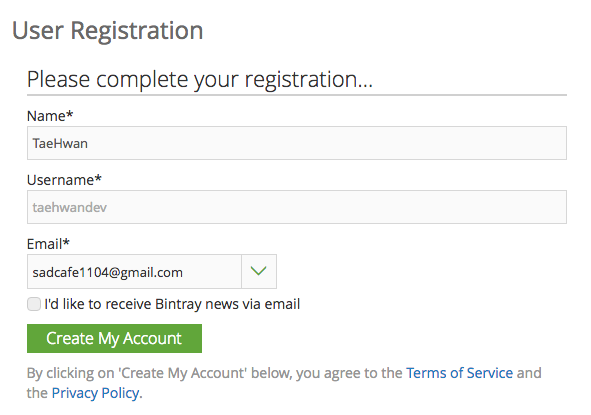 User Registration
Please complete your registration...
Name*
TaeHwan
Username*
taehwandev
Email*
sadcafe1104@gmail.com
I'd like to receive Bintray news via email
Create My Account
By clicking on 'Create My Account' below, you agree to the Terms of Service and
the Privacy Policy.